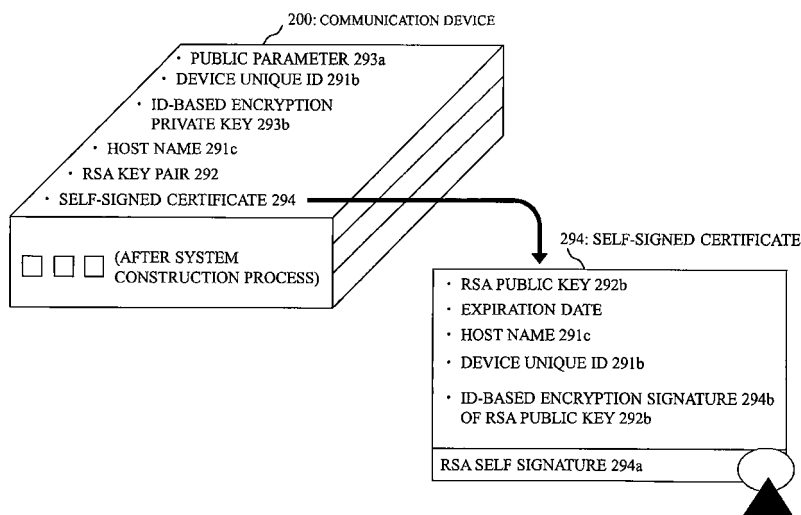 200: COMMUNICATION DEVICE
· PUBLIC PARAMETER 293a
· DEVICE UNIQUE ID 291b
· ID-BASED ENCRYPTION
PRIVATE KEY 293b
· HOST NAME 291c
· RSA KEY PAIR 292
· SELF-SIGNED CERTIFICATE 294
(AFTER SYSTEM
CONSTRUCTION PROCESS)
294: SELF-SIGNED CERTIFICATE
· RSA PUBLIC KEY 292b
· EXPIRATION DATE
· HOST NAME 291c
· DEVICE UNIQUE ID 291b
· ID-BASED ENCRYPTION SIGNATURE 294b
OF RSA PUBLIC KEY 292b
RSA SELF SIGNATURE 294a